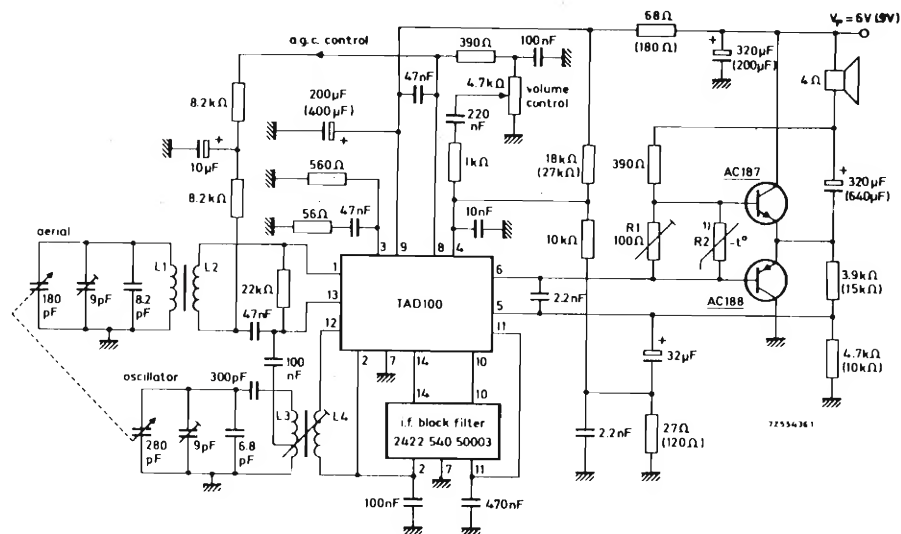 68Ω
(180Ω)
Vp=6V(9V)
a.g.c. control
390Ω
100nF
320μF
(200μF)
4Ω
8.2kΩ
200μF
(400μF)
47nF
4.7kΩ
volume
control
220
nF
10μF
560Ω
1kΩ
18kΩ
(27kΩ)
390Ω
AC187
320μF
(640μF)
8.2kΩ
56Ω
47nF
10nF
10kΩ
R1
100Ω
1)
R2
-t°
aerial
3
9
8
4
L1
L2
1
6
AC188
180
pF
9pF
8.2
pF
22kΩ
13
TAD100
5
2.2nF
3.9kΩ
(15kΩ)
47nF
12
11
2
7
14
10
32μF
4.7kΩ
(10kΩ)
oscillator
300pF
100
nF
14
10
L3
L4
i.f. block filter
2422 540 50003
280
pF
9pF
6.8
pF
2
7
11
2.2nF
27Ω
(120Ω)
7Z55436.1
100nF
470nF